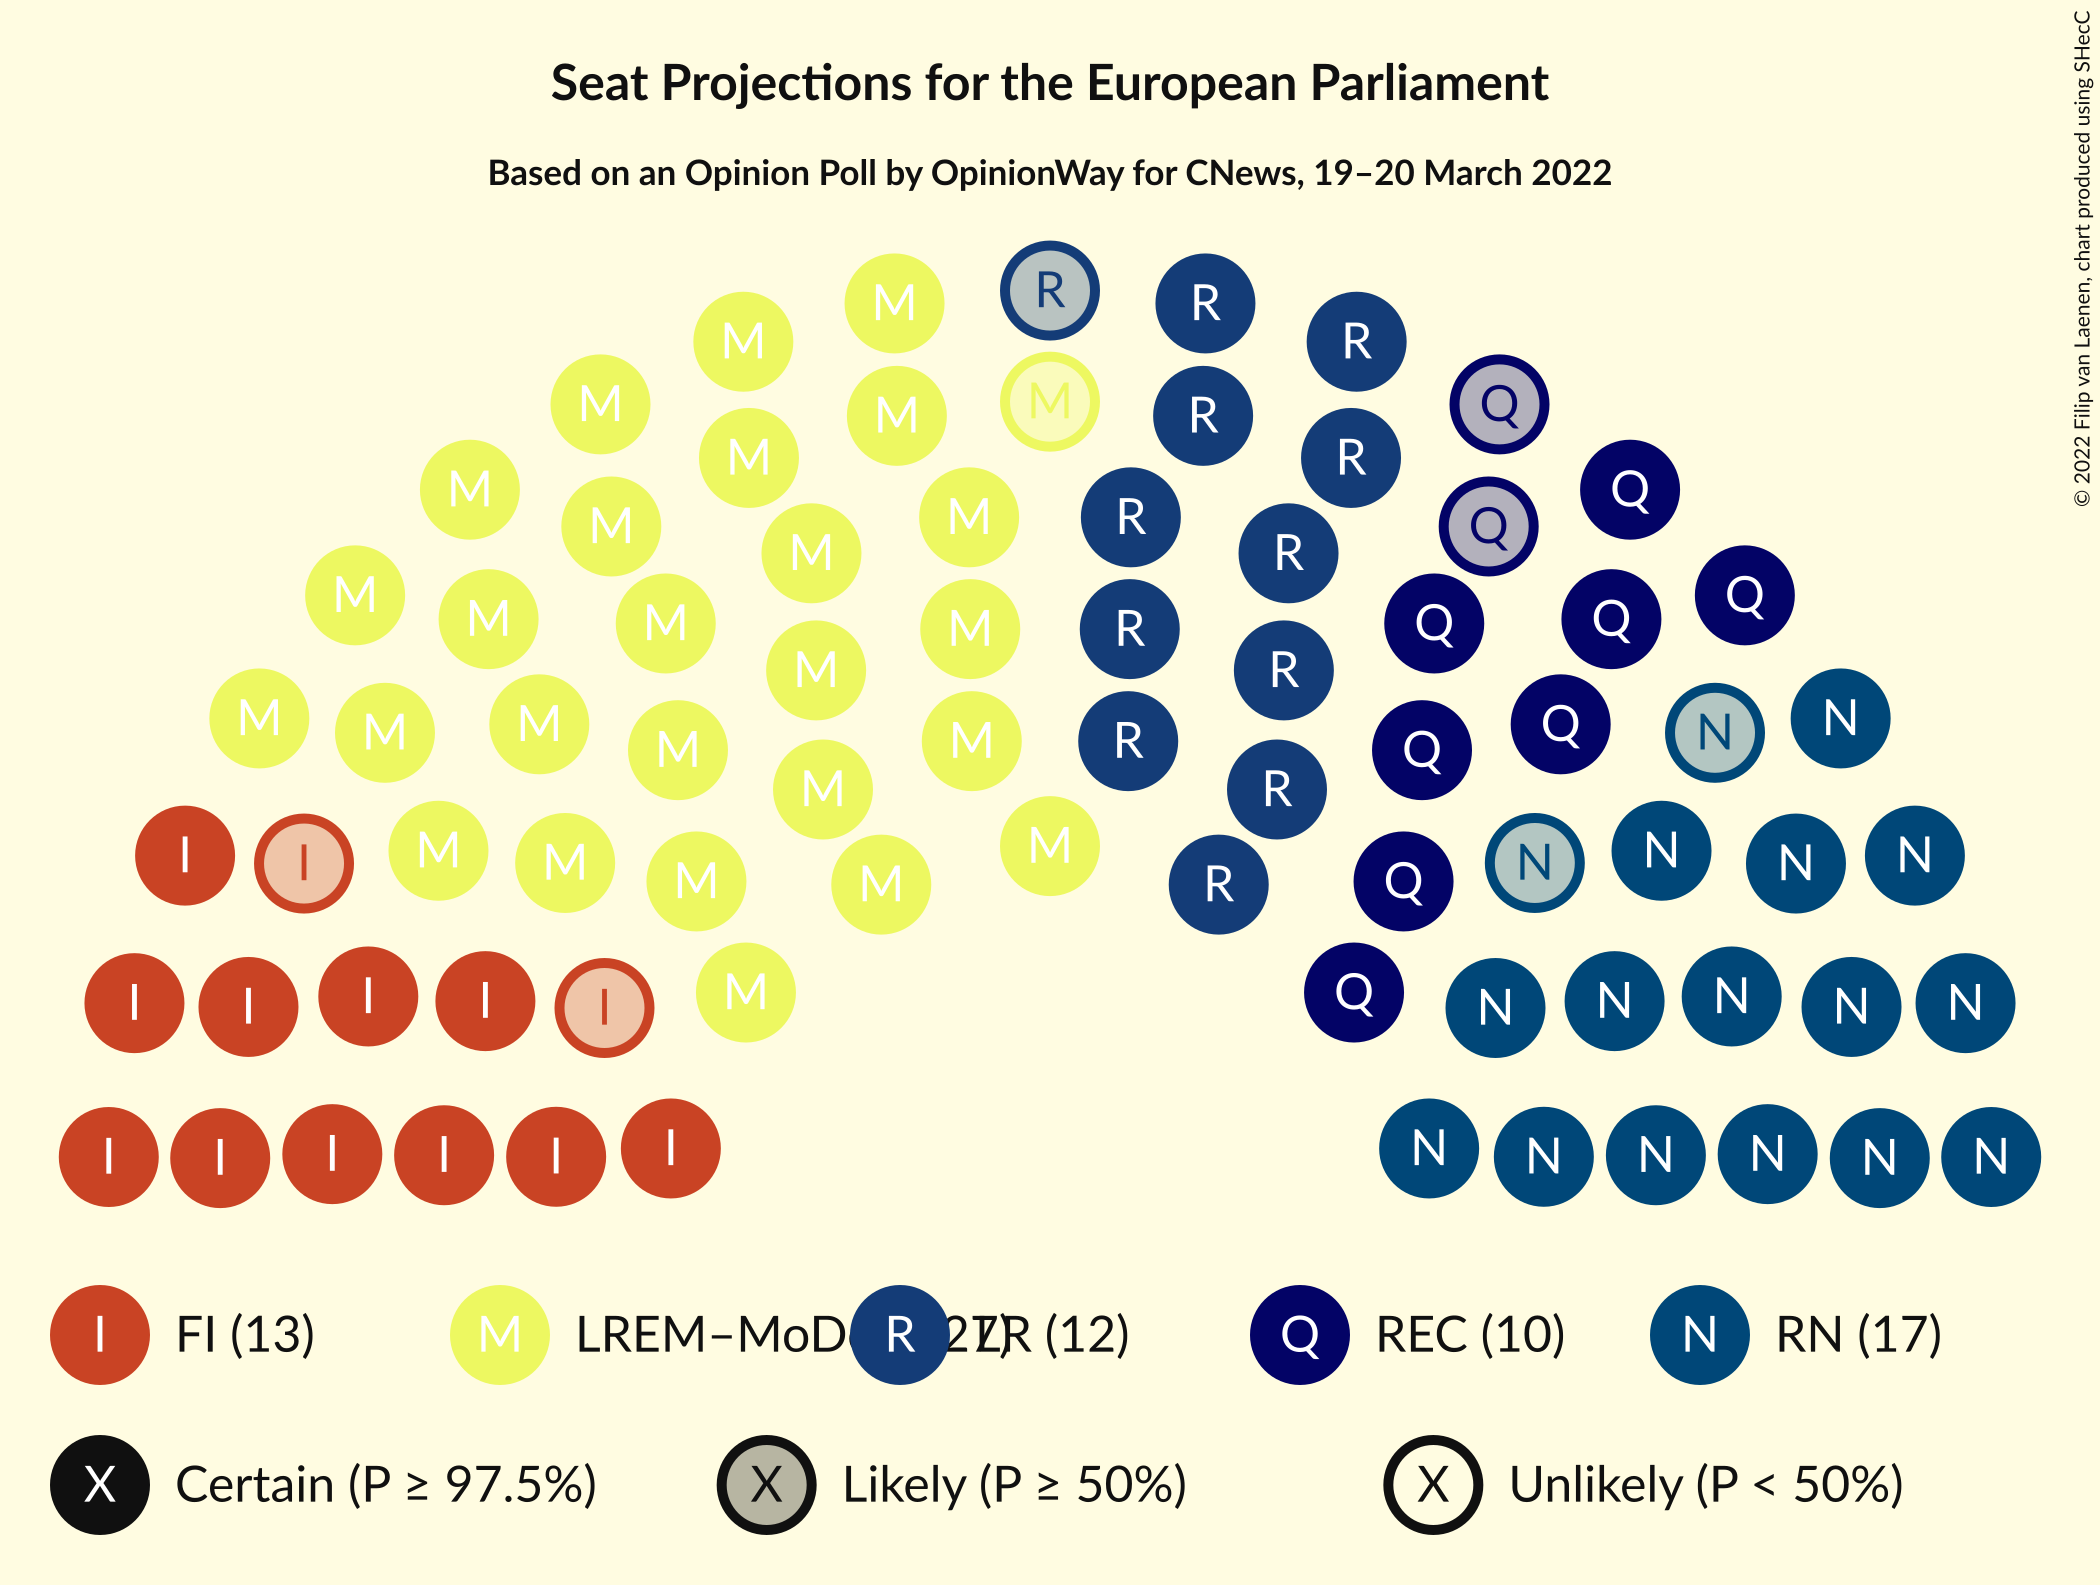 Seat Projections for the European Parliament
Based on an Opinion Poll by OpinionWay for CNews, 19–20 March 2022
© 2022 Filip van Laenen, chart produced using SHecC
R
M M R R
M R
M M M R R Q
M M R Q Q
M M M R R Q
M M M M R R Q Q Q
M M R
M M M M M R R Q Q N N
M R
I I M M M M M R Q N N N N
I I I I I M Q N N N N N
I I I I I I N N N N N N
I FI (13) M LREM–MoD R LR (12) Q REC (10) N RN (17)
X Certain (P ≥ 97.5%) X Likely (P ≥ 50%) X Unlikely (P < 50%)